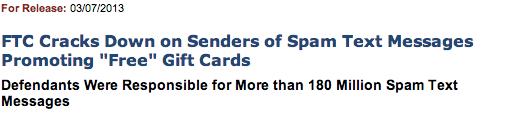 For Release: 03/07/2013
FTC Cracks Down on Senders of Spam Text Messages
Promoting "Free" Gift Cards
Defendants Were Responsible for More than 180 Million Spam Text
Messages